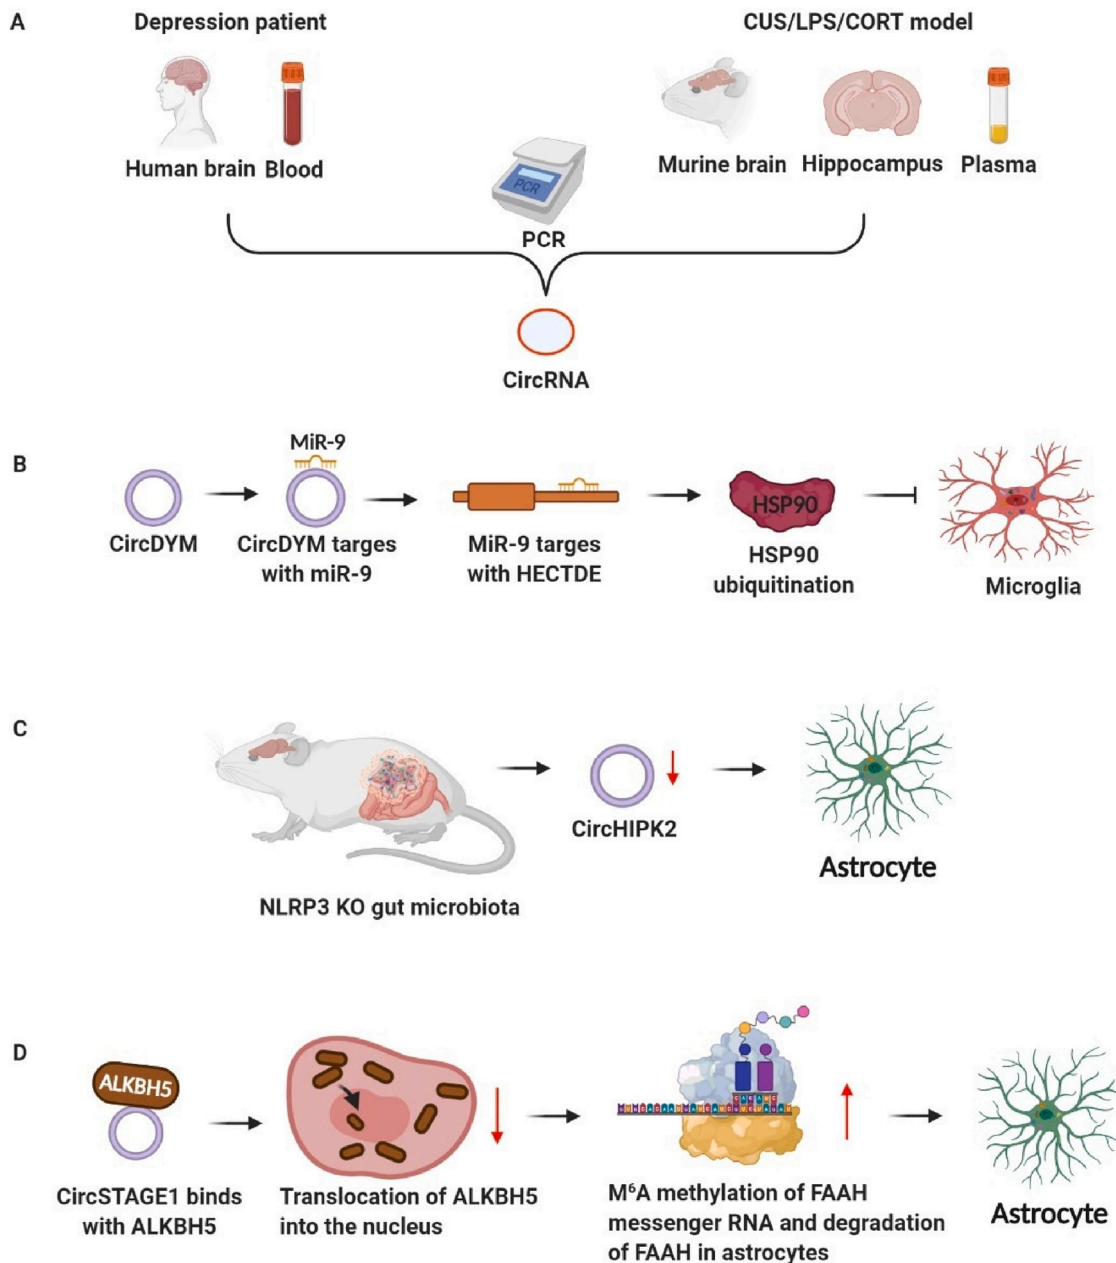 A
Depression patient
CUS/LPS/CORT model
Human brain
Blood
PCR
PCR
Murine brain
Hippocampus
Plasma
CircRNA
B
MiR-9
CircDYM
CircDYM targes
with miR-9
MiR-9 targes
with HECTDE
HSP90
HSP90
ubiquitination
Microglia
C
NLRP3 KO gut microbiota
CircHIPK2
Astrocyte
D
ALKBH5
CircSTAGE1 binds
with ALKBH5
Translocation of ALKBH5
into the nucleus
M⁶A methylation of FAAH
messenger RNA and degradation
of FAAH in astrocytes
Astrocyte